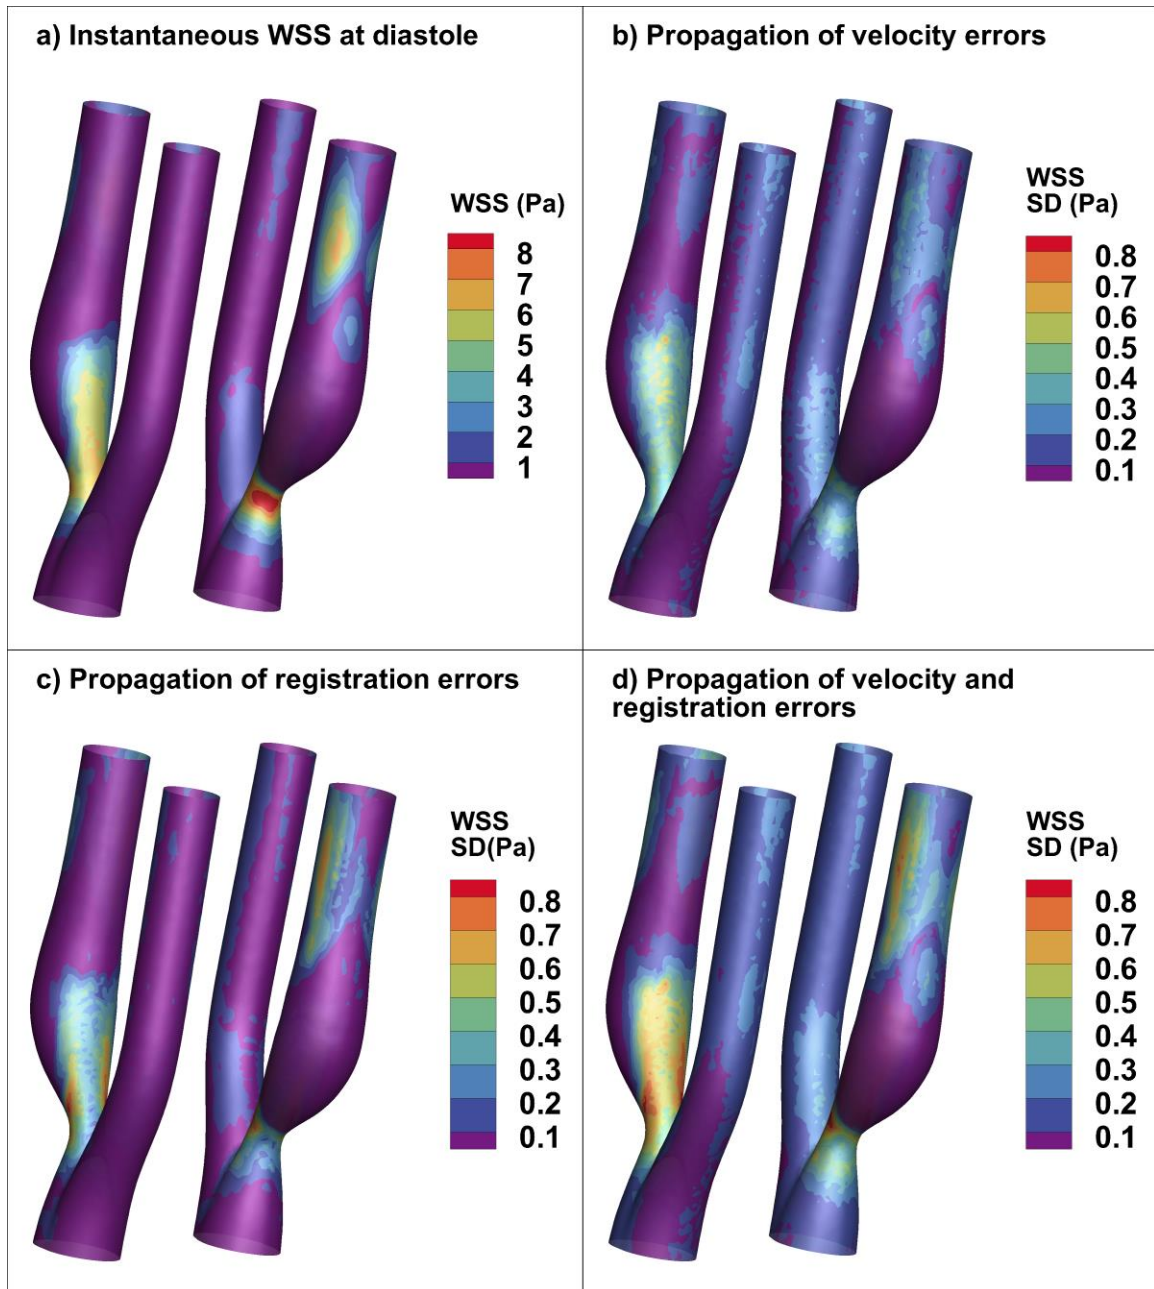 a) Instantaneous WSS at diastole
WSS (Pa)
8
7
6
5
4
3
2
1
b) Propagation of velocity errors
WSS
SD (Pa)
0.8
0.7
0.6
0.5
0.4
0.3
0.2
0.1
c) Propagation of registration errors
WSS
SD(Pa)
0.8
0.7
0.6
0.5
0.4
0.3
0.2
0.1
d) Propagation of velocity and
registration errors
WSS
SD (Pa)
0.8
0.7
0.6
0.5
0.4
0.3
0.2
0.1